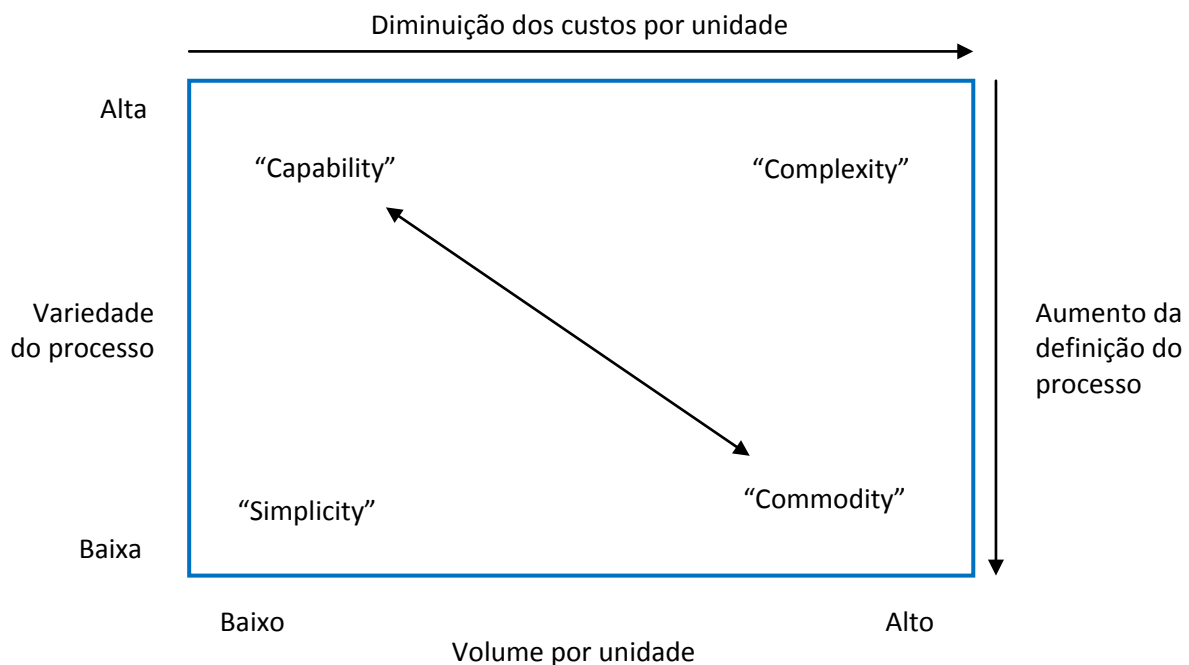 Diminuição dos custos por unidade
Alta
“Capability”
“Complexity”
Variedade
do processo
Aumento da
definição do
processo
“Simplicity”
“Commodity”
Baixa
Baixo
Alto
Volume por unidade